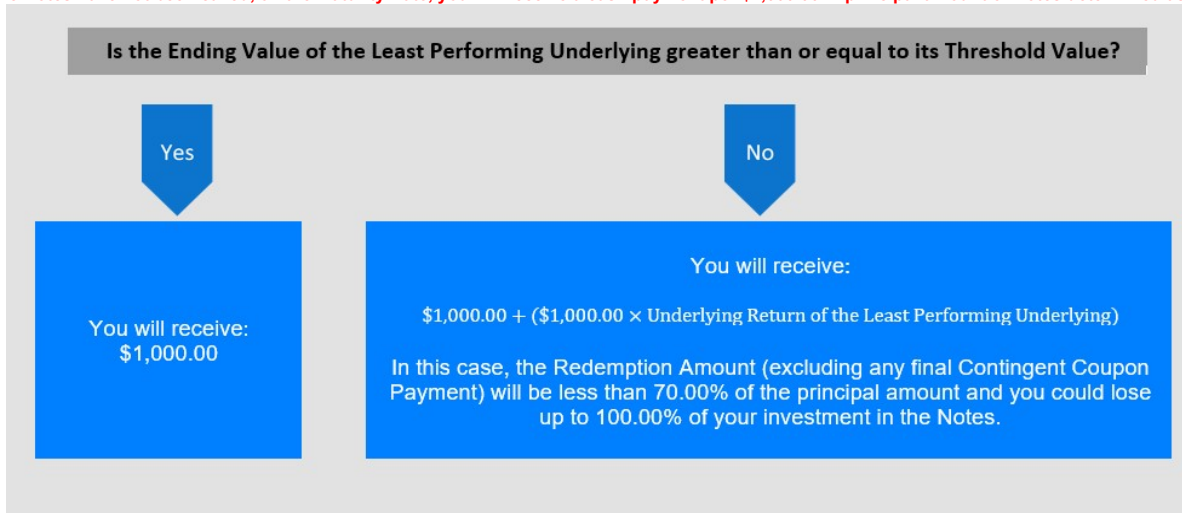 Is the Ending Value of the Least Performing Underlying greater than or equal to its Threshold Value?
Yes
No
You will receive:
$1,000.00
You will receive:
$1,000.00 + ($1,000.00 × Underlying Return of the Least Performing Underlying)
In this case, the Redemption Amount (excluding any final Contingent Coupon
Payment) will be less than 70.00% of the principal amount and you could lose
up to 100.00% of your investment in the Notes.